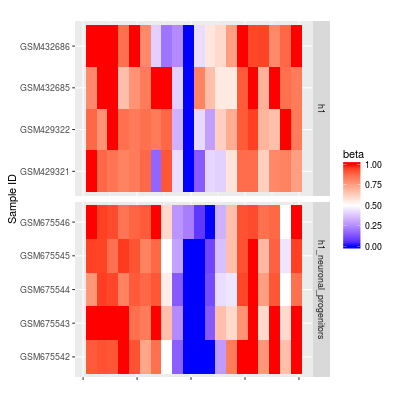 Sample ID
GSM432686
GSM432685
GSM429322
GSM429321
h1
GSM675546
GSM675545
GSM675544
GSM675543
GSM675542
h1_neuronal_progenitors
beta
1.00
0.75
0.50
0.25
0.00